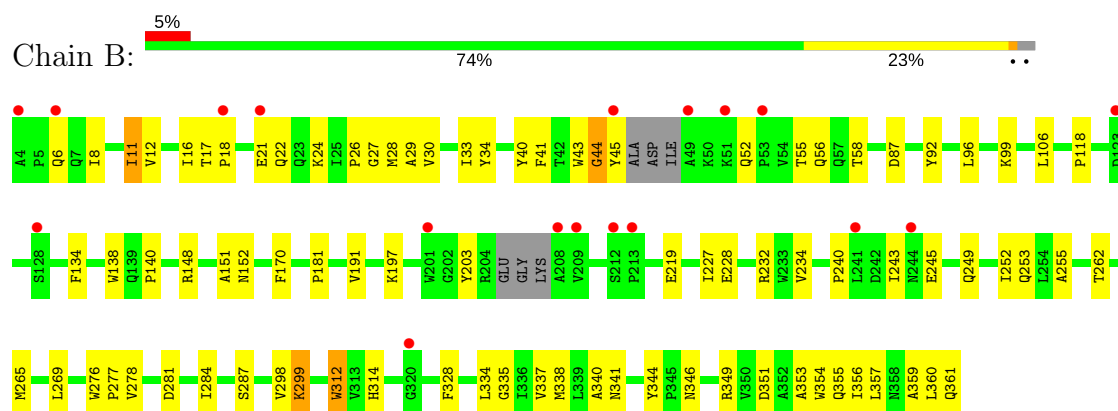 5%
Chain B:
74%
23%
A4 P5 Q6 Q7 I8 I11 V12 I16 T17 P18 E21 Q22 Q23 K24 I25 P26 G27 M28 A29 V30 I33 Y34 Y40 F41 T42 W43 G44 Y45 ALA ASP ILE A49 K50 K51 Q52 P53 V54 T55 Q56 Q57 T58 D87 Y92 L96 K99 L106 P118
S128 F134 W138 Q139 P140 R148 A151 N152 F170 P181 V191 K197 W201 G202 Y203 R204 GLU GLY LYS A208 V209 S212 P213 E219 I227 E228 R232 W233 V234 P240 L241 D242 I243 N244 E245 Q249 I252 Q253 L254 A255 T262
M265 L269 W276 P277 V278 D281 I284 S287 V298 K299 W312 V313 H314 G320 F328 L334 G335 I336 V337 M338 L339 A340 N341 Y344 P345 N346 R349 V350 D351 A352 A353 W354 Q355 I356 L357 N358 A359 L360 Q361